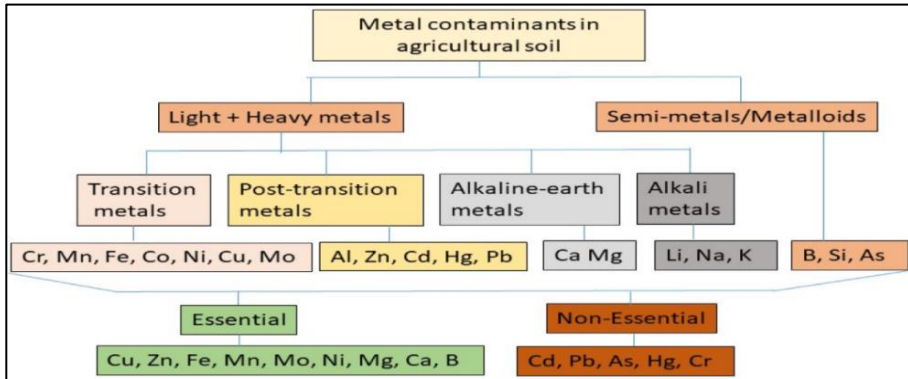 Metal contaminants in
agricultural soil
Light + Heavy metals
Semi-metals/Metalloids
Transition
metals
Post-transition
metals
Alkaline-earth
metals
Alkali
metals
Cr, Mn, Fe, Co, Ni, Cu, Mo
Al, Zn, Cd, Hg, Pb
Ca Mg
Li, Na, K
B, Si, As
Essential
Non-Essential
Cu, Zn, Fe, Mn, Mo, Ni, Mg, Ca, B
Cd, Pb, As, Hg, Cr